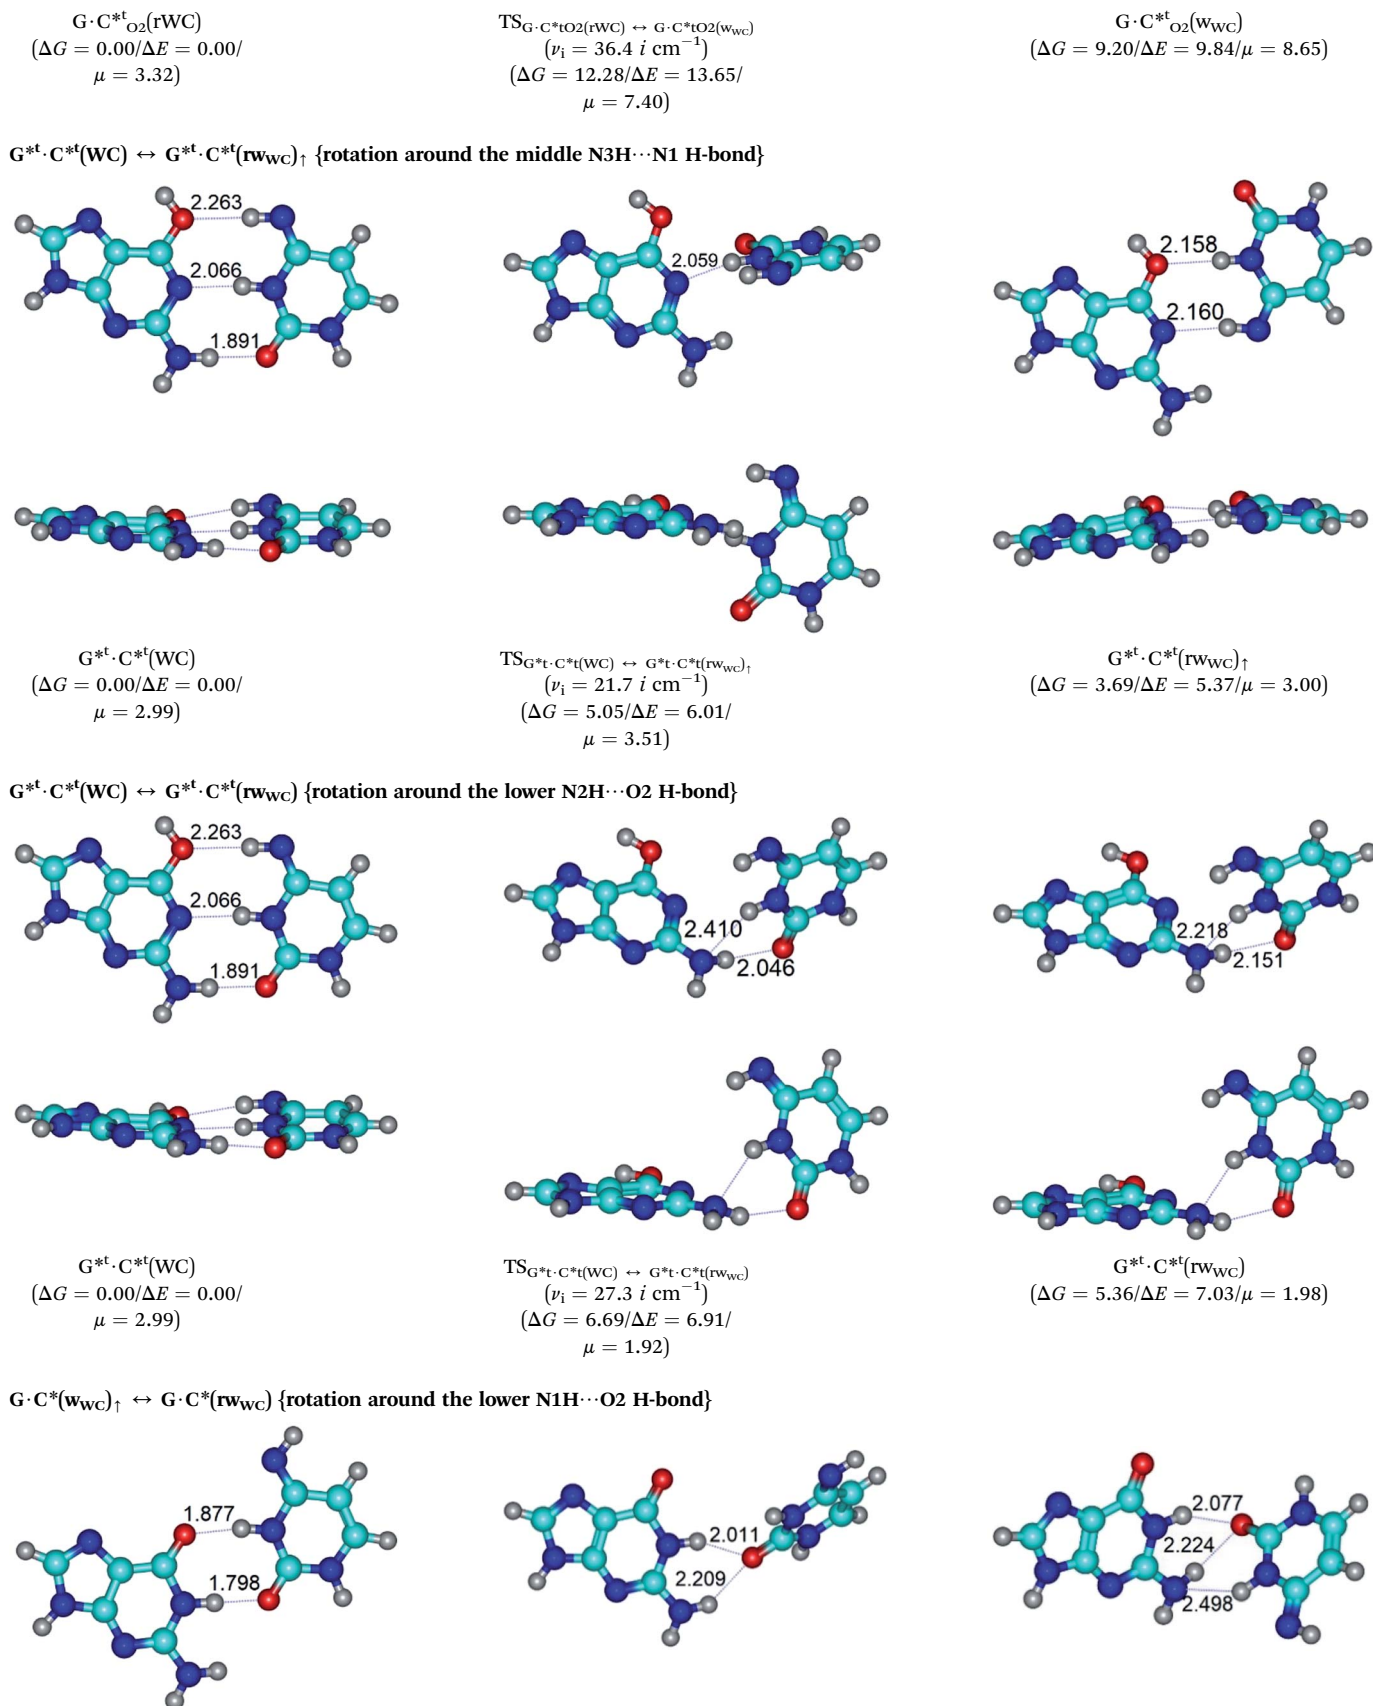 G·C*ᵗO2(rWC)
(ΔG = 0.00/ΔE = 0.00/
μ = 3.32)
TSG·C*tO2(rWC) ↔ G·C*tO2(wWC)
(νi = 36.4 i cm⁻¹)
(ΔG = 12.28/ΔE = 13.65/
μ = 7.40)
G·C*ᵗO2(wWC)
(ΔG = 9.20/ΔE = 9.84/μ = 8.65)
G*ᵗ·C*ᵗ(WC) ↔ G*ᵗ·C*ᵗ(rwWC)↑ {rotation around the middle N3H···N1 H-bond}
2.263
2.066
1.891
2.059
2.158
2.160
G*ᵗ·C*ᵗ(WC)
(ΔG = 0.00/ΔE = 0.00/
μ = 2.99)
TSG*t·C*t(WC) ↔ G*t·C*t(rwWC)↑
(νi = 21.7 i cm⁻¹)
(ΔG = 5.05/ΔE = 6.01/
μ = 3.51)
G*ᵗ·C*ᵗ(rwWC)↑
(ΔG = 3.69/ΔE = 5.37/μ = 3.00)
G*ᵗ·C*ᵗ(WC) ↔ G*ᵗ·C*ᵗ(rwWC) {rotation around the lower N2H···O2 H-bond}
2.263
2.066
1.891
2.410
2.046
2.218
2.151
G*ᵗ·C*ᵗ(WC)
(ΔG = 0.00/ΔE = 0.00/
μ = 2.99)
TSG*t·C*t(WC) ↔ G*t·C*t(rwWC)
(νi = 27.3 i cm⁻¹)
(ΔG = 6.69/ΔE = 6.91/
μ = 1.92)
G*ᵗ·C*ᵗ(rwWC)
(ΔG = 5.36/ΔE = 7.03/μ = 1.98)
G·C*(wWC)↑ ↔ G·C*(rwWC) {rotation around the lower N1H···O2 H-bond}
1.877
1.798
2.011
2.209
2.077
2.224
2.498